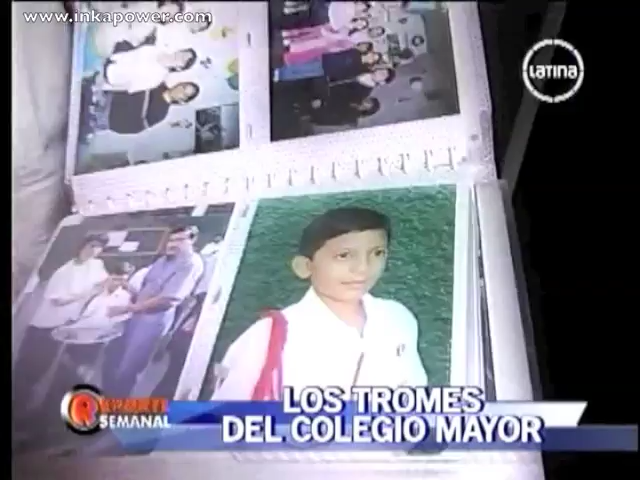 www.inkapower.com
LATINA
LOS TROMES
DEL COLEGIO MAYOR
REPORTE
SEMANAL